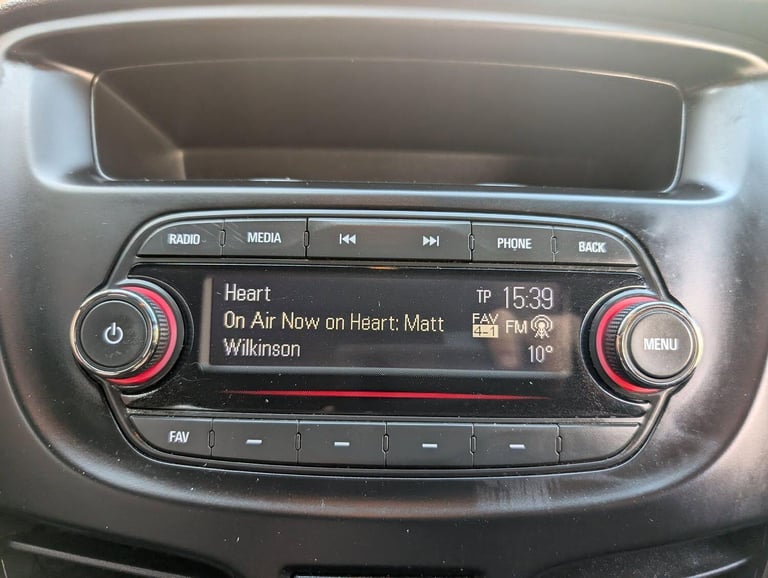 RADIO MEDIA PHONE BACK
Heart TP 15:39
On Air Now on Heart: Matt FAV 4-1 FM
Wilkinson 10°
MENU
FAV